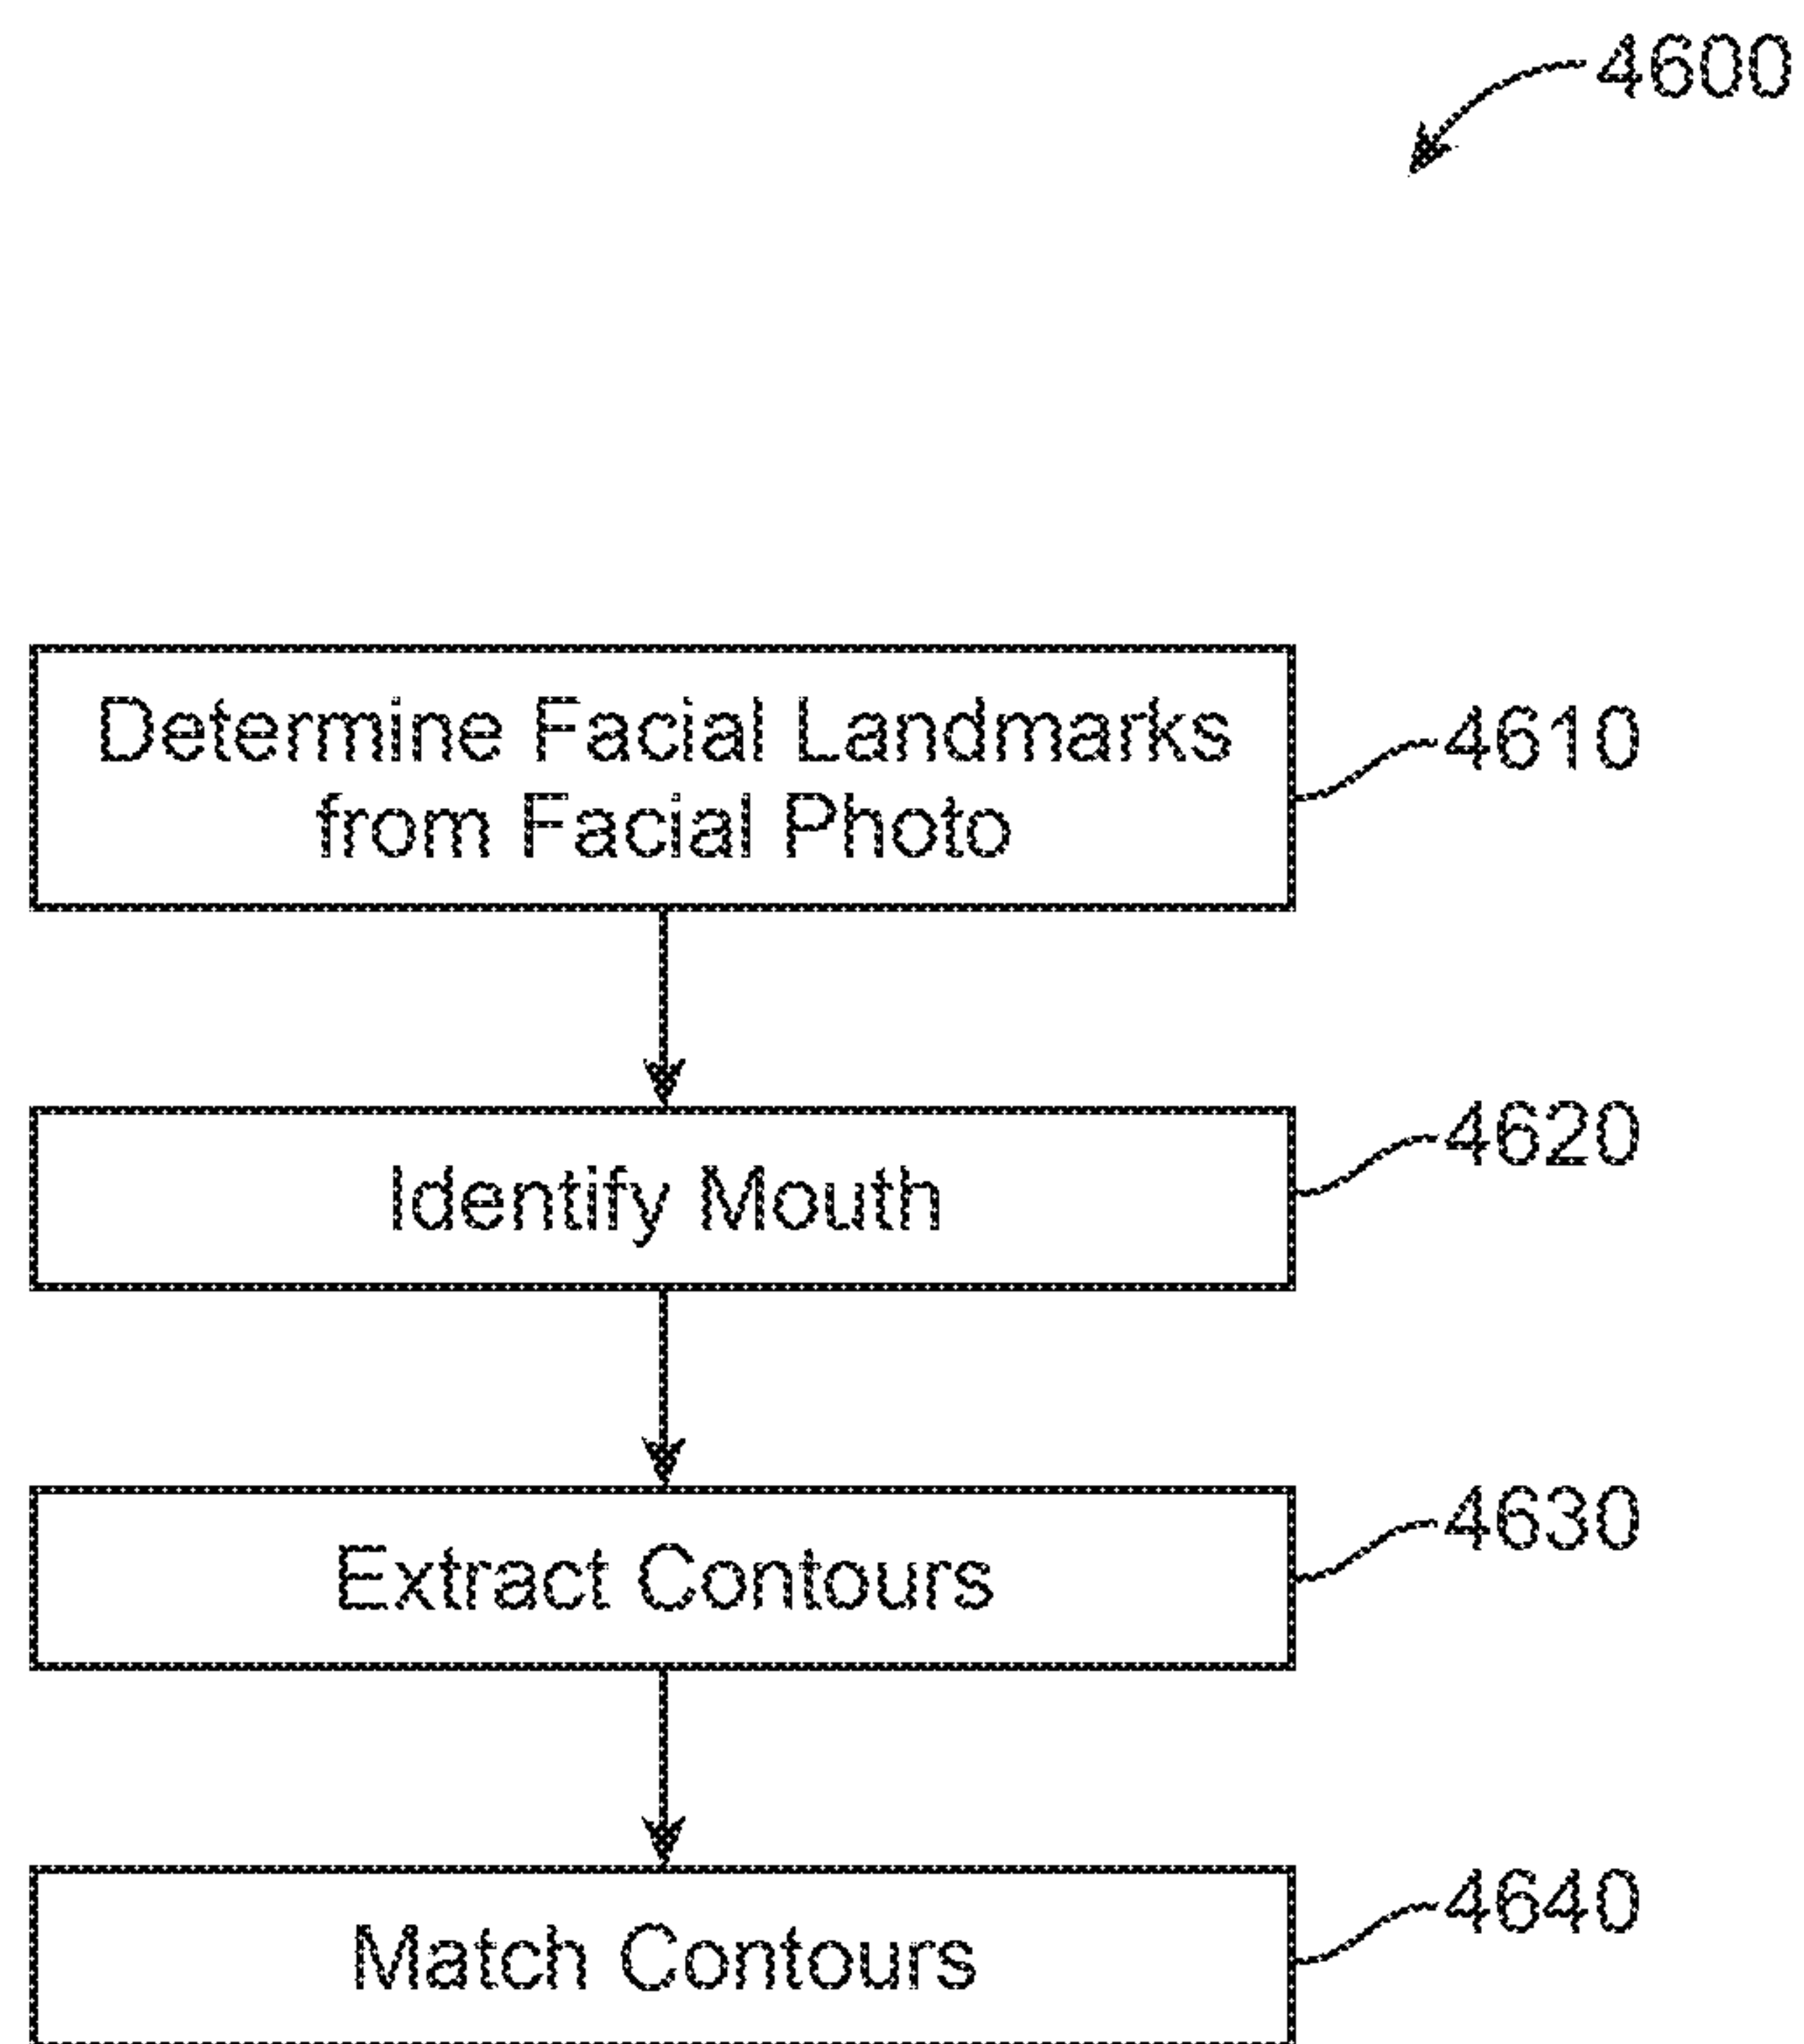 4600
Determine Facial Landmarks
from Facial Photo
4610
Identify Mouth
4620
Extract Contours
4630
Match Contours
4640